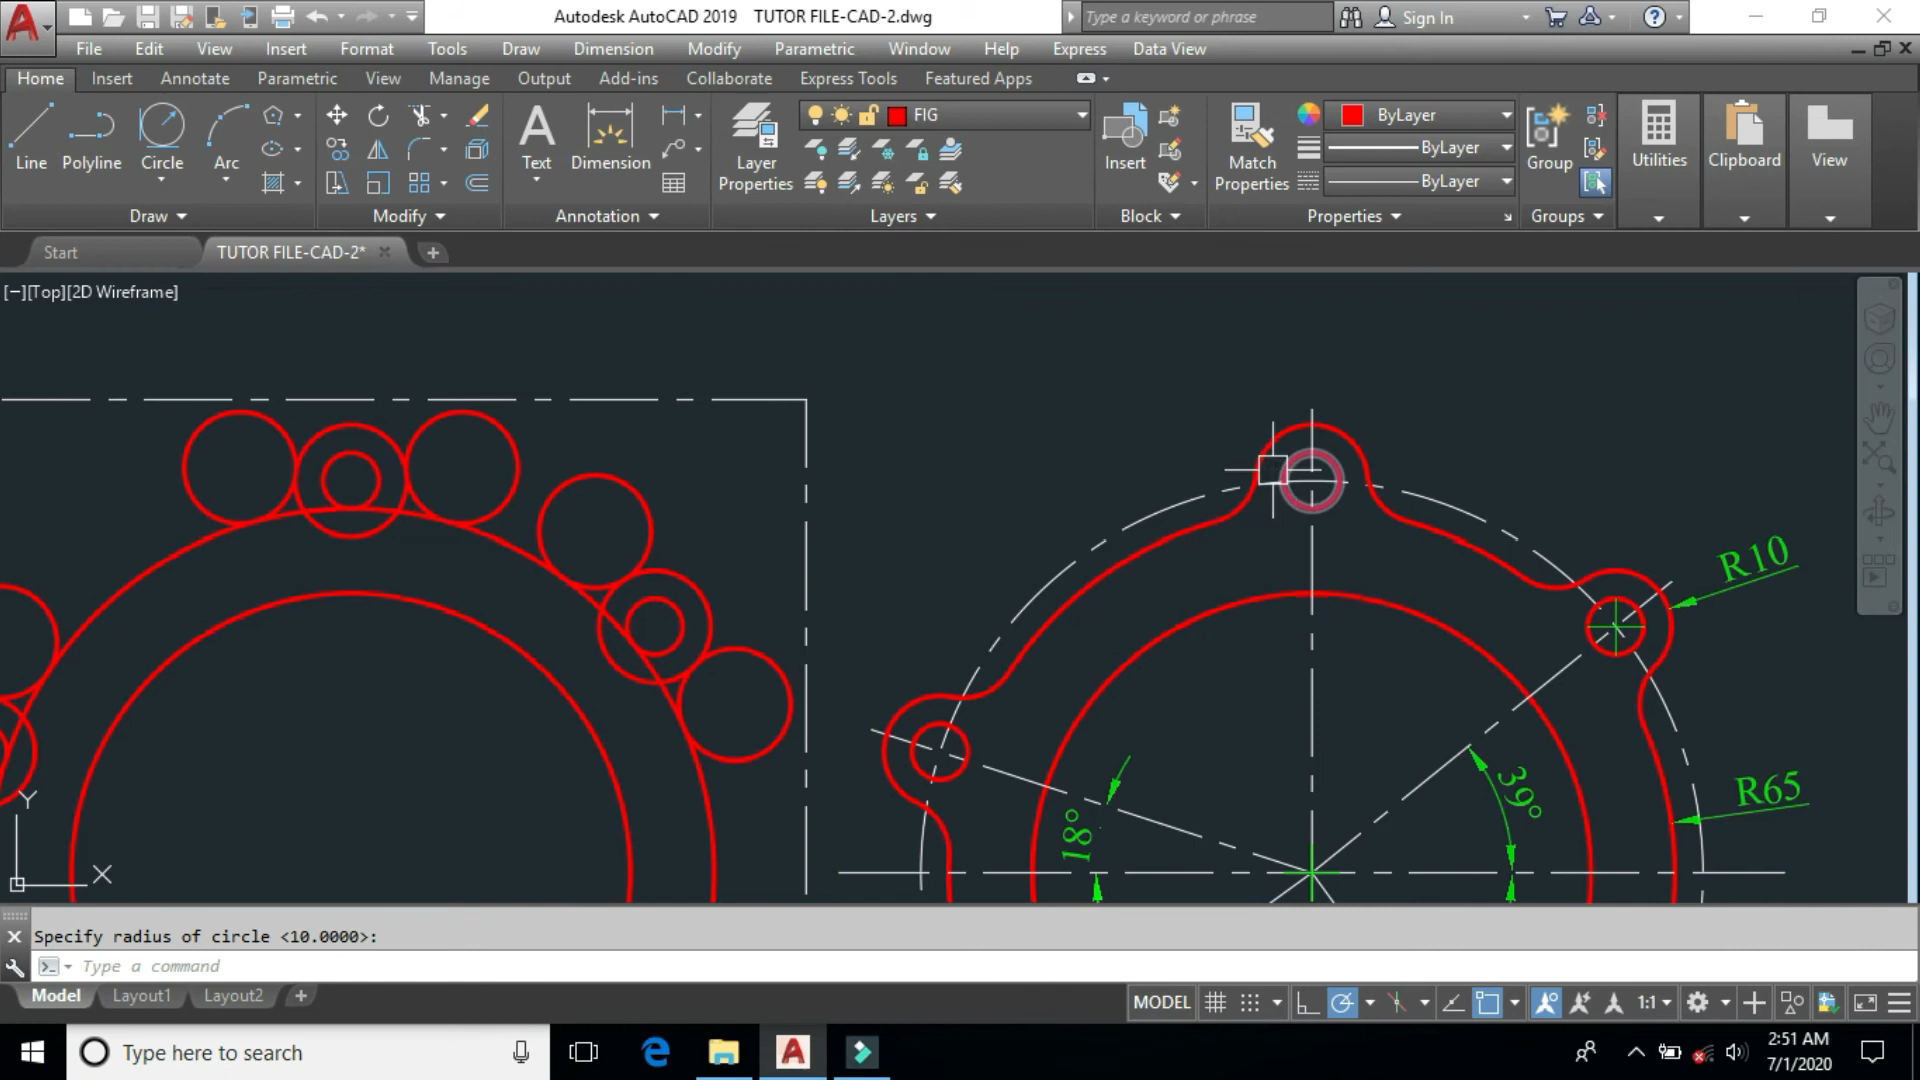 Autodesk AutoCAD 2019 TUTOR FILE-CAD-2.dwg
Type a keyword or phrase
Sign In
File Edit View Insert Format Tools Draw Dimension Modify Parametric Window Help Express Data View
Home Insert Annotate Parametric View Manage Output Add-ins Collaborate Express Tools Featured Apps
FIG
ByLayer
ByLayer
ByLayer
Line Polyline Circle Arc
Text Dimension
Layer Properties
Insert
Match Properties
Group
Utilities Clipboard View
Draw Modify Annotation Layers Block Properties Groups
Start TUTOR FILE-CAD-2*
[−][Top][2D Wireframe]
R10
39°
R65
18°
Y
X
Specify radius of circle <10.0000>:
Type a command
Model Layout1 Layout2
MODEL
1:1
Type here to search
2:51 AM
7/1/2020